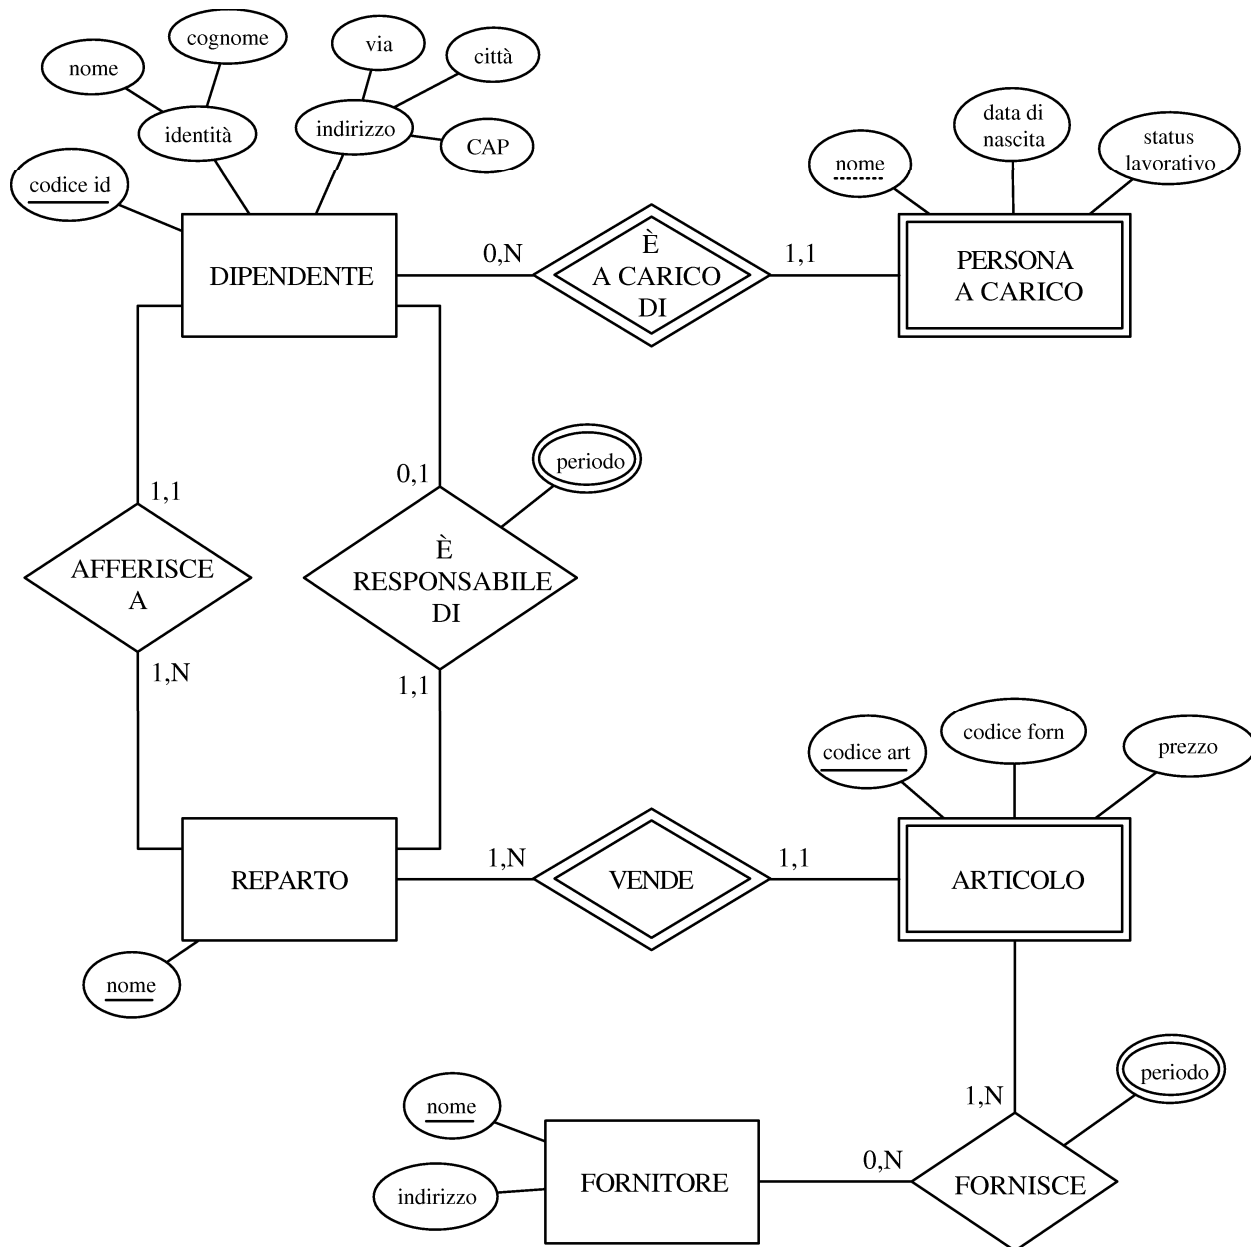 cognome
via
città
nome
identità
indirizzo
CAP
codice id
data di
nascita
status
lavorativo
nome
DIPENDENTE
0,N
È
A CARICO
DI
1,1
PERSONA
A CARICO
periodo
1,1
0,1
AFFERISCE
A
È
RESPONSABILE
DI
1,N
1,1
codice art
codice forn
prezzo
REPARTO
1,N
VENDE
1,1
ARTICOLO
nome
periodo
nome
1,N
indirizzo
FORNITORE
0,N
FORNISCE